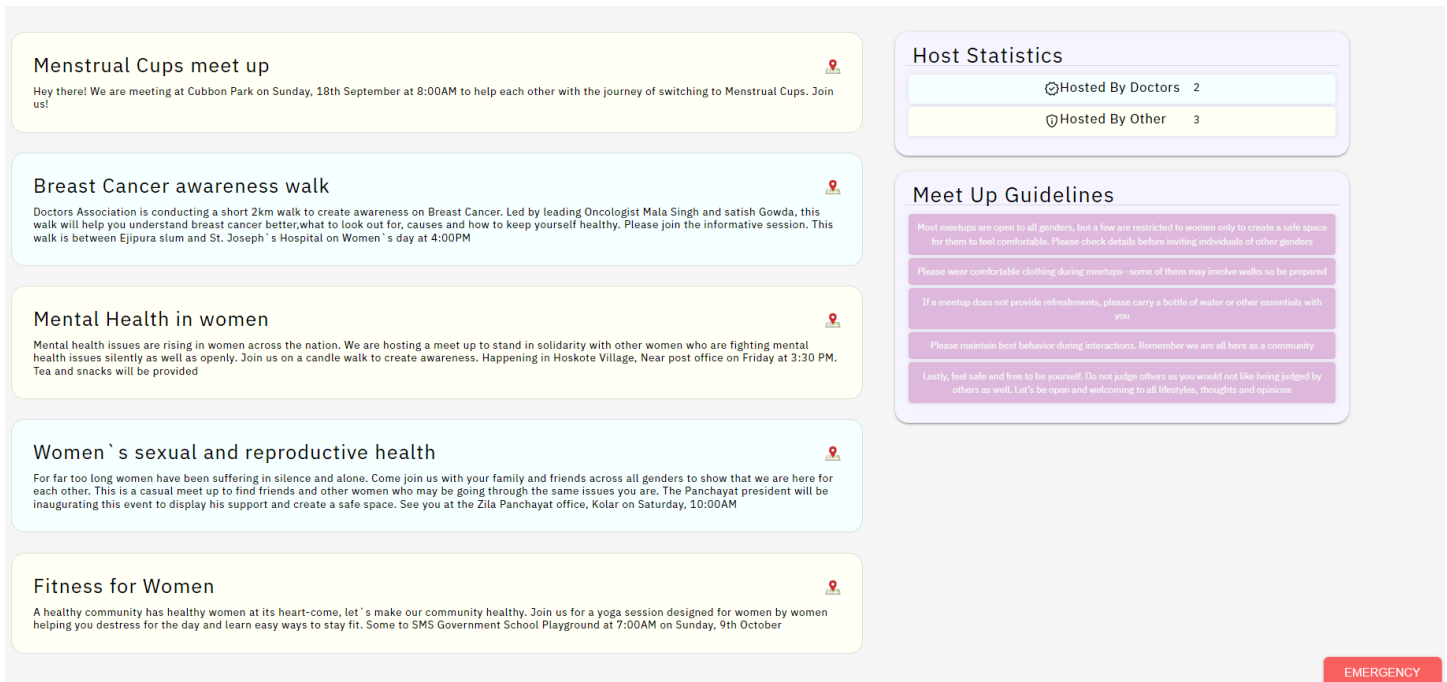 Menstrual Cups meet up
Hey there! We are meeting at Cubbon Park on Sunday, 18th September at 8:00AM to help each other with the journey of switching to Menstrual Cups. Join
us!
Breast Cancer awareness walk
Doctors Association is conducting a short 2km walk to create awareness on Breast Cancer. Led by leading Oncologist Mala Singh and satish Gowda, this
walk will help you understand breast cancer better,what to look out for, causes and how to keep yourself healthy. Please join the informative session. This
walk is between Ejipura slum and St. Joseph`s Hospital on Women`s day at 4:00PM
Mental Health in women
Mental health issues are rising in women across the nation. We are hosting a meet up to stand in solidarity with other women who are fighting mental
health issues silently as well as openly. Join us on a candle walk to create awareness. Happening in Hoskote Village, Near post office on Friday at 3:30 PM.
Tea and snacks will be provided
Women`s sexual and reproductive health
For far too long women have been suffering in silence and alone. Come join us with your family and friends across all genders to show that we are here for
each other. This is a casual meet up to find friends and other women who may be going through the same issues you are. The Panchayat president will be
inaugurating this event to display his support and create a safe space. See you at the Zila Panchayat office, Kolar on Saturday, 10:00AM
Fitness for Women
A healthy community has healthy women at its heart-come, let`s make our community healthy. Join us for a yoga session designed for women by women
helping you destress for the day and learn easy ways to stay fit. Some to SMS Government School Playground at 7:00AM on Sunday, 9th October
Host Statistics
Hosted By Doctors 2
Hosted By Other 3
Meet Up Guidelines
Most meetups are open to all genders, but a few are restricted to women only to create a safe space
for them to feel comfortable. Please check details before inviting individuals of other genders
Please wear comfortable clothing during meetups—some of them may involve walks so be prepared
If a meetup does not provide refreshments, please carry a bottle of water or other essentials with
you
Please maintain best behavior during interactions. Remember we are all here as a community
Lastly, feel safe and free to be yourself. Do not judge others as you would not like being judged by
others as well. Let's be open and welcoming to all lifestyles, thoughts and opinions
EMERGENCY